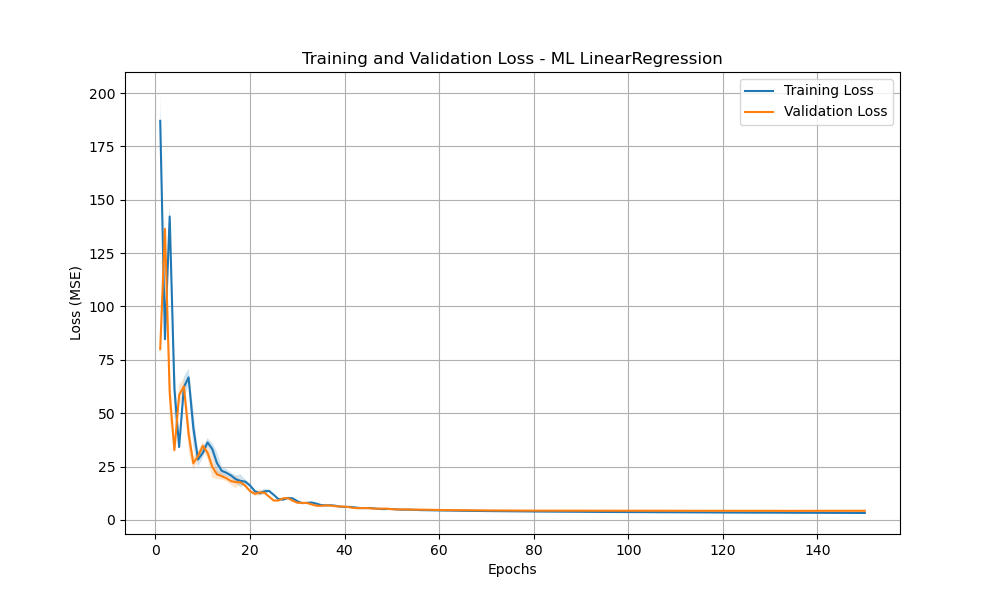 Training and Validation Loss - ML LinearRegression
Training Loss
Validation Loss
Loss (MSE)
200
175
150
125
100
75
50
25
0
0 20 40 60 80 100 120 140
Epochs